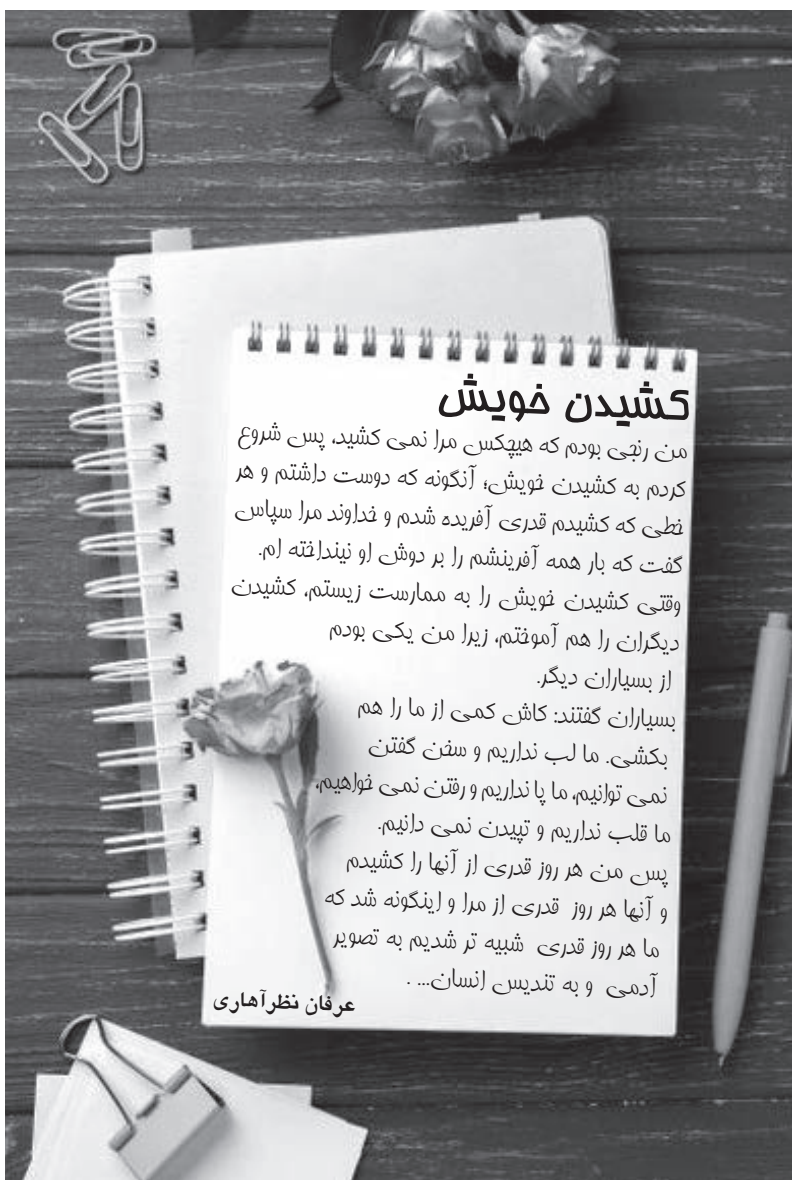 کشیدن خویش
من رنجی بودم که هیچکس مرا نمی کشید، پس شروع
کردم به کشیدن خویش؛ آنگونه که دوست داشتم و هر
خطی که کشیدم قدری آفریده شدم و خداوند مرا سپاس
گفت که بار همه آفرینشم را بر دوش او نینداخته ام.
وقتی کشیدن خویش را به ممارست زیستم، کشیدن
دیگران را هم آموختم، زیرا من یکی بودم
از بسیاران دیگر.
بسیاران گفتند: کاش کمی از ما را هم
بکشی. ما لب نداریم و سخن گفتن
نمی توانیم، ما پا نداریم و رفتن نمی خواهیم،
ما قلب نداریم و تپیدن نمی دانیم.
پس من هر روز قدری از آنها را کشیدم
و آنها هر روز قدری از مرا و اینگونه شد که
ما هر روز قدری شبیه تر شدیم به تصویر
آدمی و به تندیس انسان... .
عرفان نظرآهاری